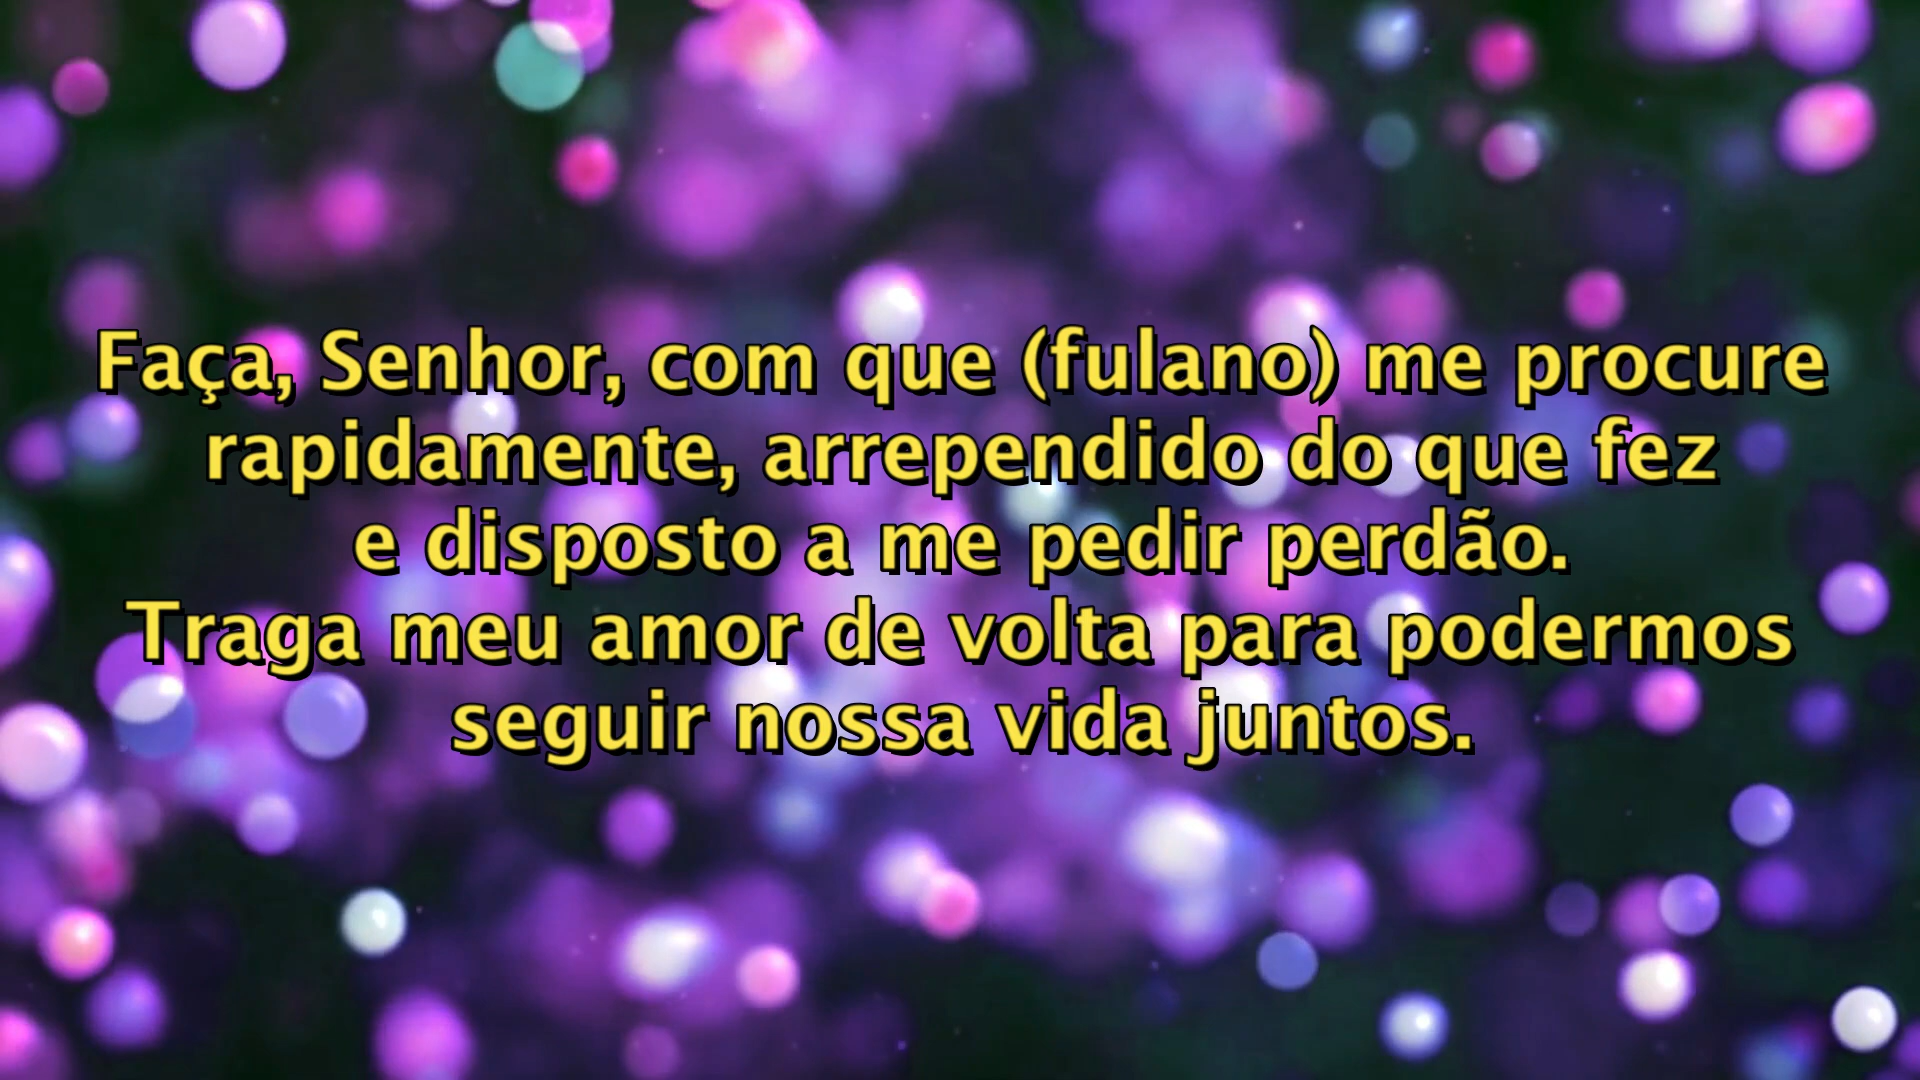 Faça, Senhor, com que (fulano) me procure
rapidamente, arrependido do que fez
e disposto a me pedir perdão.
Traga meu amor de volta para podermos
seguir nossa vida juntos.